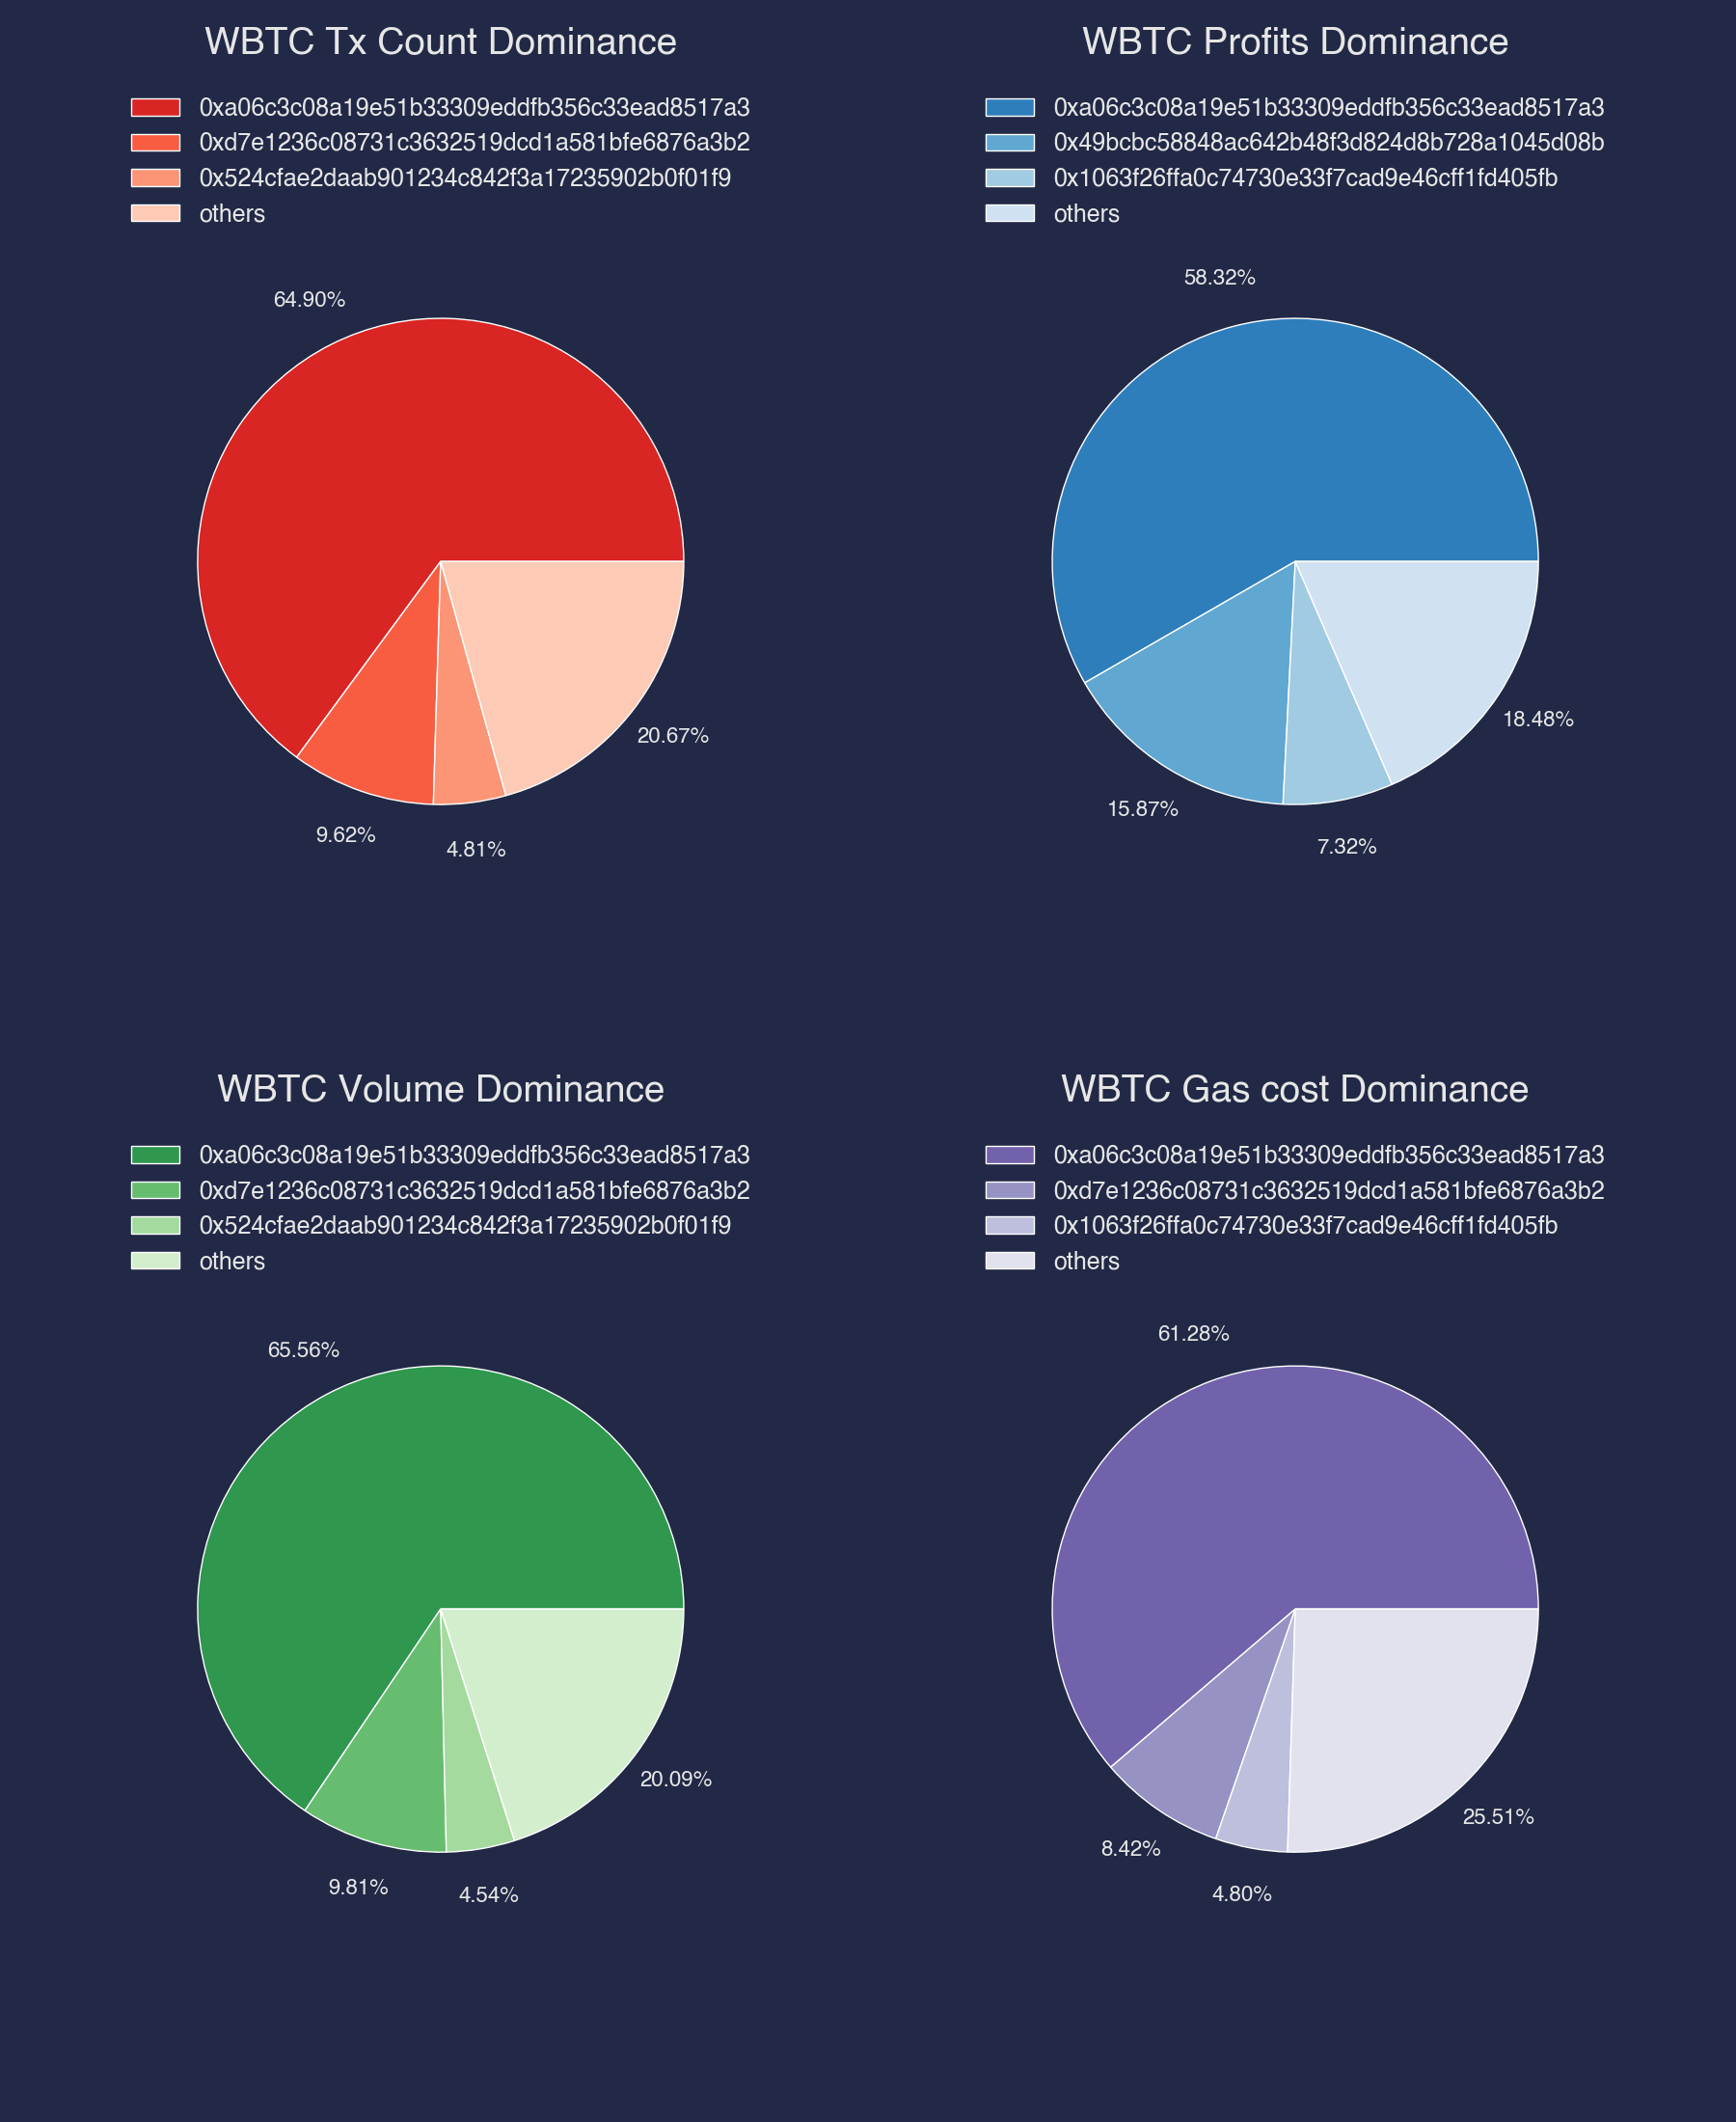 WBTC Tx Count Dominance
0xa06c3c08a19e51b33309eddfb356c33ead8517a3
0xd7e1236c08731c3632519dcd1a581bfe6876a3b2
0x524cfae2daab901234c842f3a17235902b0f01f9
others
64.90%
20.67%
9.62%
4.81%
WBTC Profits Dominance
0xa06c3c08a19e51b33309eddfb356c33ead8517a3
0x49bcbc58848ac642b48f3d824d8b728a1045d08b
0x1063f26ffa0c74730e33f7cad9e46cff1fd405fb
others
58.32%
18.48%
15.87%
7.32%
WBTC Volume Dominance
0xa06c3c08a19e51b33309eddfb356c33ead8517a3
0xd7e1236c08731c3632519dcd1a581bfe6876a3b2
0x524cfae2daab901234c842f3a17235902b0f01f9
others
65.56%
20.09%
9.81%
4.54%
WBTC Gas cost Dominance
0xa06c3c08a19e51b33309eddfb356c33ead8517a3
0xd7e1236c08731c3632519dcd1a581bfe6876a3b2
0x1063f26ffa0c74730e33f7cad9e46cff1fd405fb
others
61.28%
25.51%
8.42%
4.80%